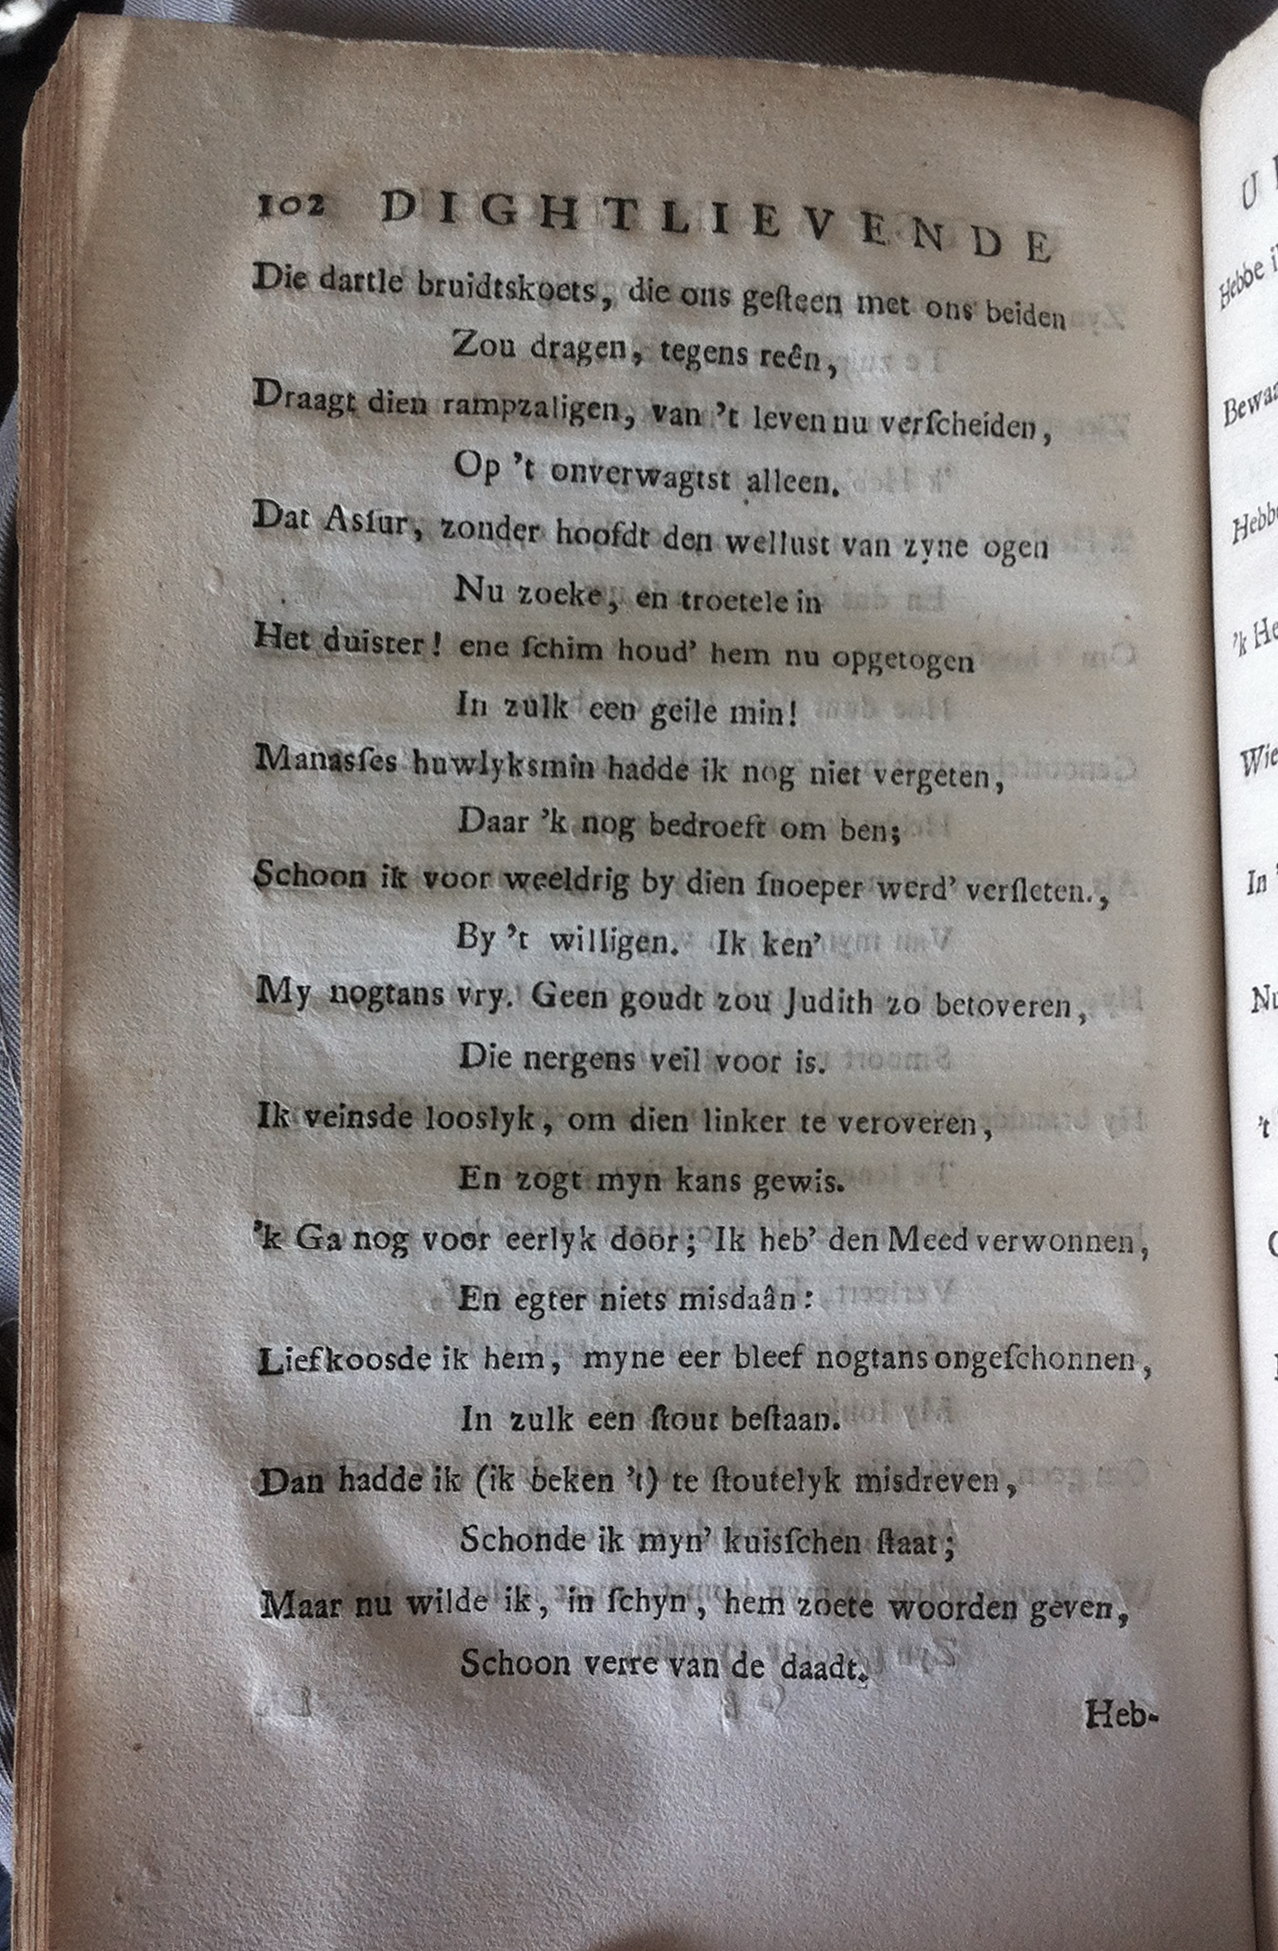 102 DIGHTLIEVENDE
Die dartle bruidtskoets, die ons geſteen met ons beiden
Zou dragen, tegens reên,
Draagt dien rampzaligen, van 't leven nu verſcheiden,
Op 't onverwagtst alleen.
Dat Asſur, zonder hoofdt den wellust van zyne ogen
Nu zoeke, en troetele in
Het duister! ene ſchim houd' hem nu opgetogen
In zulk een geile min!
Manasſes huwlyksmin hadde ik nog niet vergeten,
Daar 'k nog bedroeft om ben;
Schoon ik voor weeldrig by dien ſnoeper werd' verſleten.,
By 't willigen. Ik ken'
My nogtans vry. Geen goudt zou Judith zo betoveren,
Die nergens veil voor is.
Ik veinsde looslyk, om dien linker te veroveren,
En zogt myn kans gewis.
'k Ga nog voor eerlyk door; Ik heb' den Meed verwonnen,
En egter niets misdaân:
Liefkoosde ik hem, myne eer bleef nogtans ongeſchonnen,
In zulk een ſtout beſtaan.
Dan hadde ik (ik beken 't) te ſtoutelyk misdreven,
Schonde ik myn' kuisſchen ſtaat;
Maar nu wilde ik, in ſchyn, hem zoete woorden geven,
Schoon verre van de daadt.
Heb-
U
Hebbe
Bewaa
Hebb
'k He
Wie
In
Nu
't